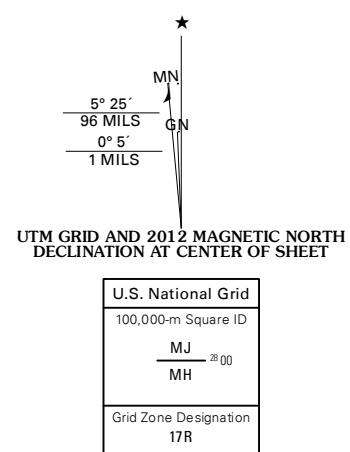 ★
MN
5° 25´
96 MILS
GN
0° 5´
1 MILS
UTM GRID AND 2012 MAGNETIC NORTH
DECLINATION AT CENTER OF SHEET
U.S. National Grid
100,000-m Square ID
MJ
28 00
MH
Grid Zone Designation
17R